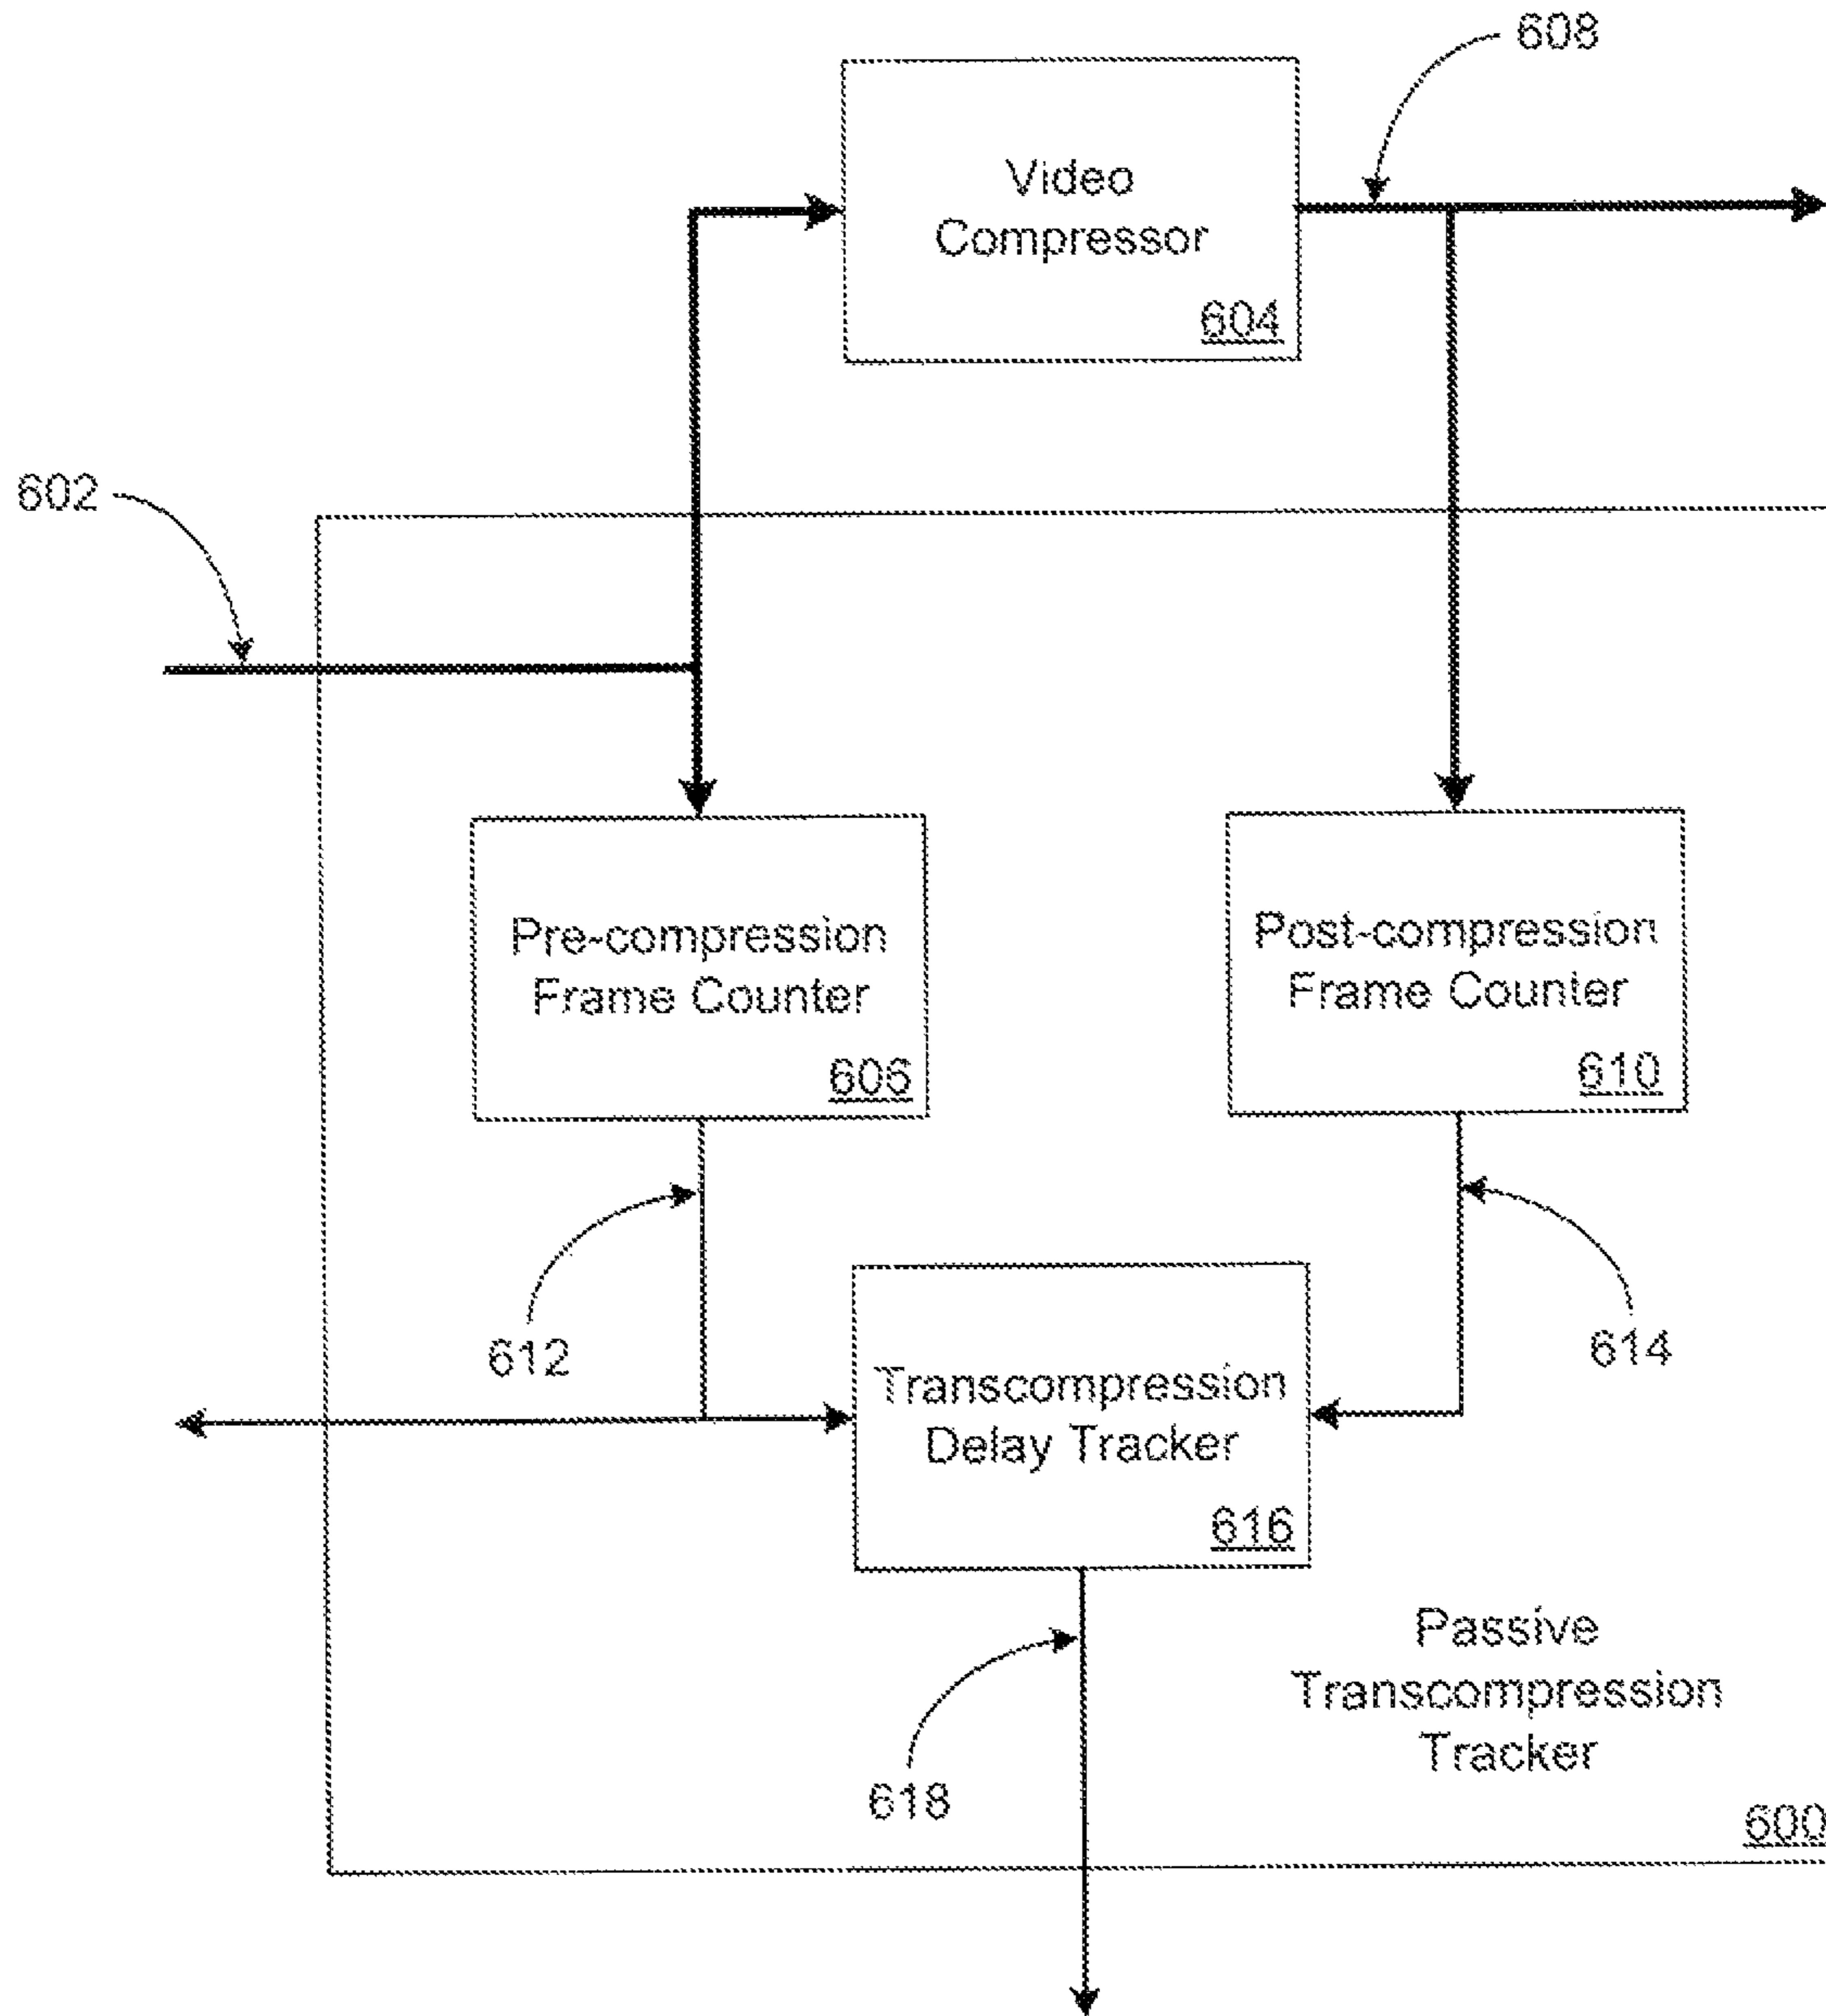 608
Video
Compressor
604
602
Pre-compression
Frame Counter
606
Post-compression
Frame Counter
610
612
614
Transcompression
Delay Tracker
616
618
Passive
Transcompression
Tracker
600